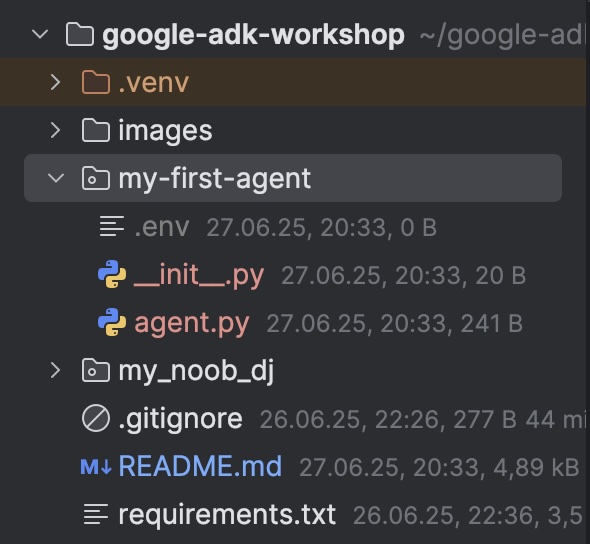 google-adk-workshop ~/google-ad
.venv
images
my-first-agent
.env 27.06.25, 20:33, 0 B
__init__.py 27.06.25, 20:33, 20 B
agent.py 27.06.25, 20:33, 241 B
my_noob_dj
.gitignore 26.06.25, 22:26, 277 B 44 mi
M↓ README.md 27.06.25, 20:33, 4,89 kB
requirements.txt 26.06.25, 22:36, 3,5